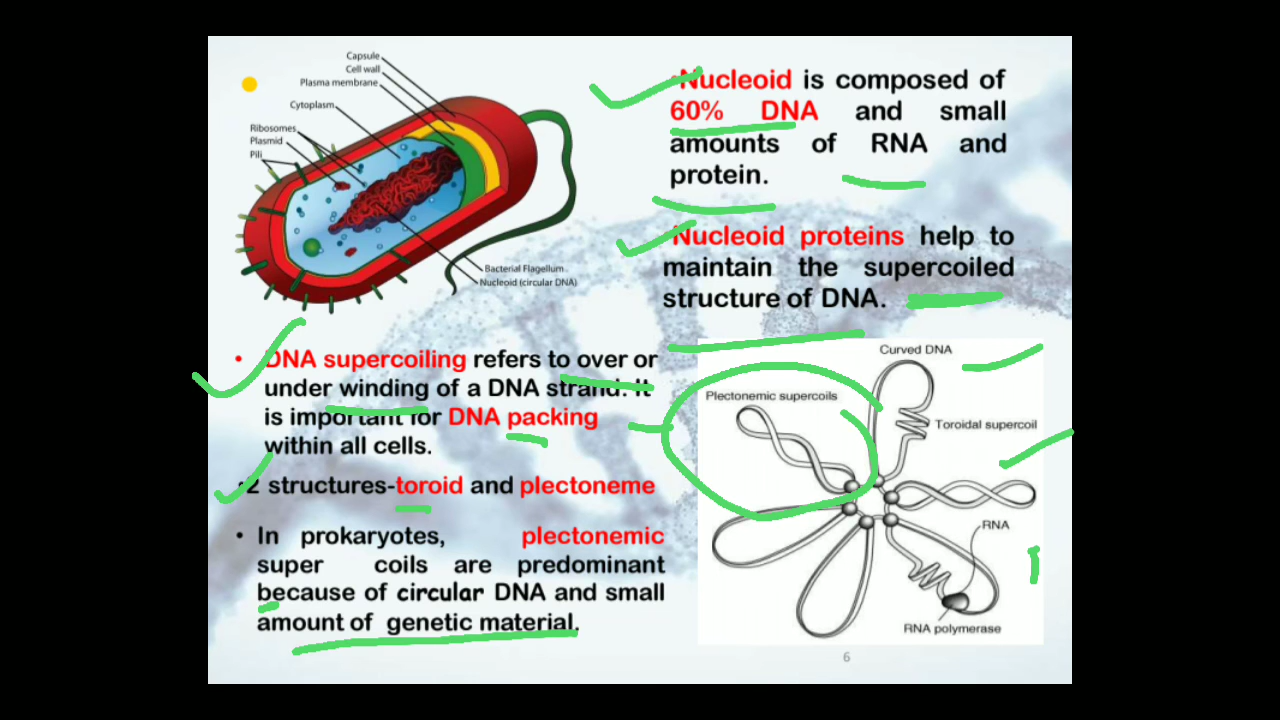 Capsule
Cell wall
Plasma membrane
Cytoplasm
Ribosomes
Plasmid
Pili
Bacterial Flagellum
Nucleoid (circular DNA)
•Nucleoid is composed of
60% DNA and small
amounts of RNA and
protein.
•Nucleoid proteins help to
maintain the supercoiled
structure of DNA.
• DNA supercoiling refers to over or
under winding of a DNA strand. It
is important for DNA packing
within all cells.
•2 structures-toroid and plectoneme
• In prokaryotes, plectonemic
super coils are predominant
because of circular DNA and small
amount of genetic material.
Curved DNA
Plectonemic supercoils
Toroidal supercoil
RNA
RNA polymerase
6